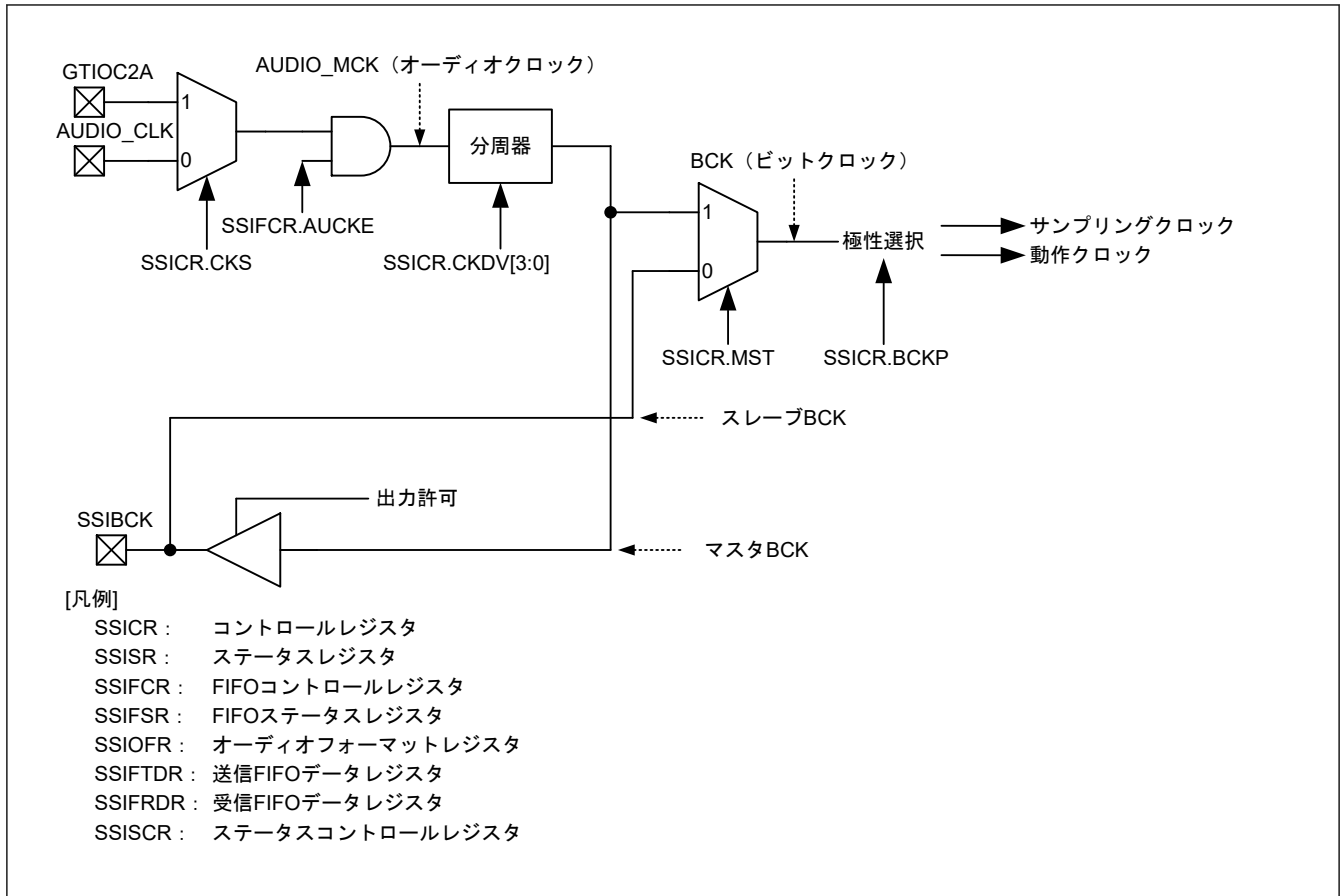 GTIOC2A
AUDIO_MCK（オーディオクロック）
1
AUDIO_CLK
0
分周器
BCK（ビットクロック）
SSIFCR.AUCKE
SSICR.CKS
SSICR.CKDV[3:0]
1
0
極性選択
サンプリングクロック
動作クロック
SSICR.MST
SSICR.BCKP
スレーブBCK
出力許可
SSIBCK
マスタBCK
[凡例]
SSICR： コントロールレジスタ
SSISR： ステータスレジスタ
SSIFCR： FIFOコントロールレジスタ
SSIFSR： FIFOステータスレジスタ
SSIOFR： オーディオフォーマットレジスタ
SSIFTDR： 送信FIFOデータレジスタ
SSIFRDR： 受信FIFOデータレジスタ
SSISCR： ステータスコントロールレジスタ